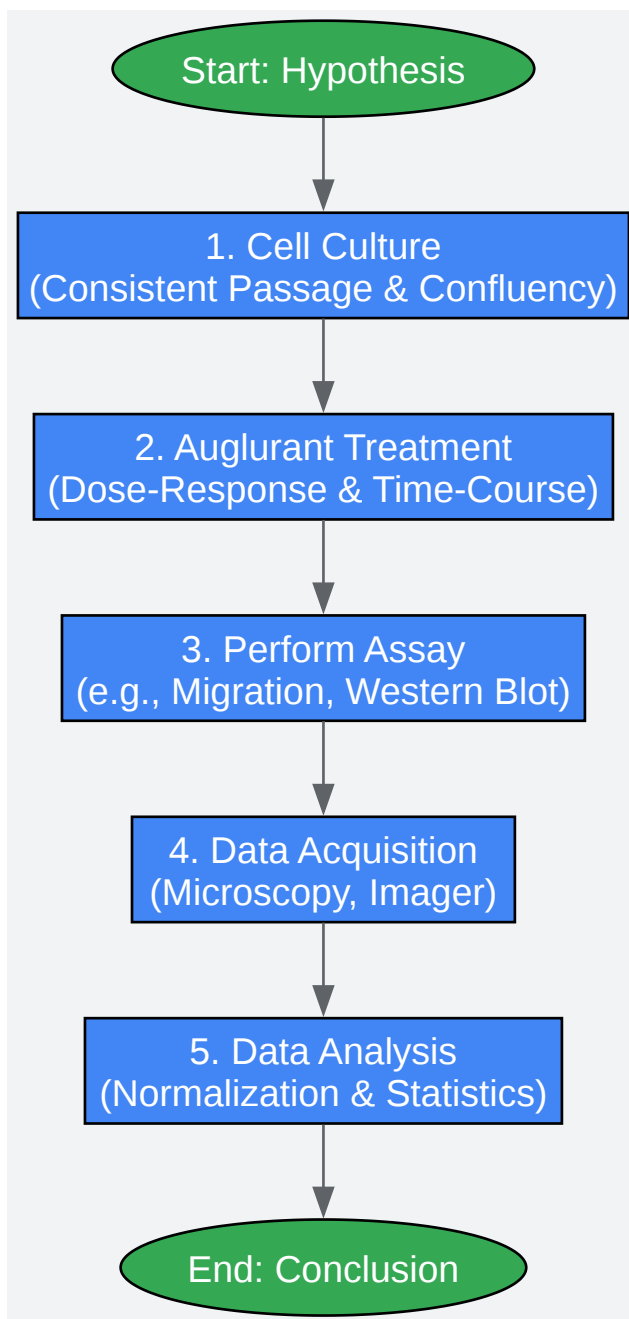 Start: Hypothesis
1. Cell Culture
(Consistent Passage & Confluency)
2. Auglurant Treatment
(Dose-Response & Time-Course)
3. Perform Assay
(e.g., Migration, Western Blot)
4. Data Acquisition
(Microscopy, Imager)
5. Data Analysis
(Normalization & Statistics)
End: Conclusion